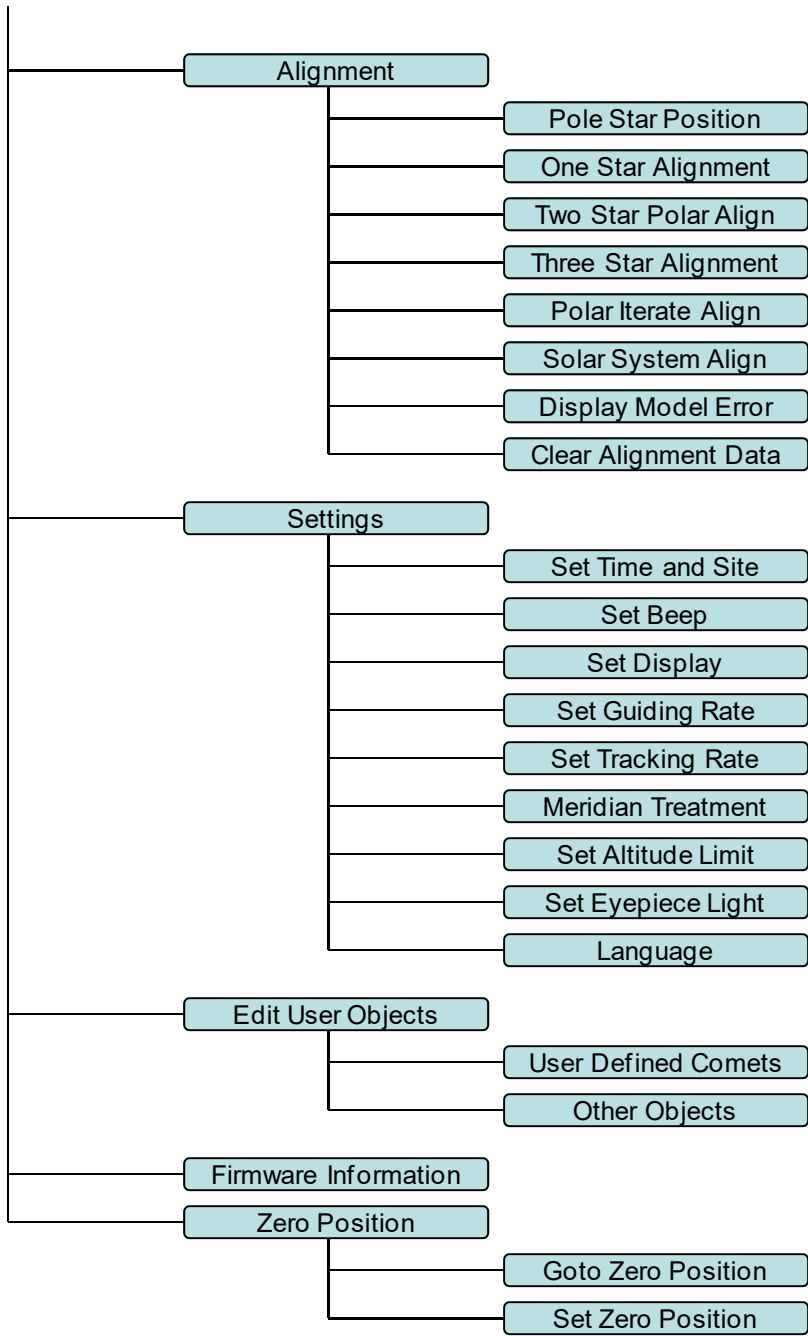 Alignment
Pole Star Position
One Star Alignment
Two Star Polar Align
Three Star Alignment
Polar Iterate Align
Solar System Align
Display Model Error
Clear Alignment Data
Settings
Set Time and Site
Set Beep
Set Display
Set Guiding Rate
Set Tracking Rate
Meridian Treatment
Set Altitude Limit
Set Eyepiece Light
Language
Edit User Objects
User Defined Comets
Other Objects
Firmware Information
Zero Position
Goto Zero Position
Set Zero Position